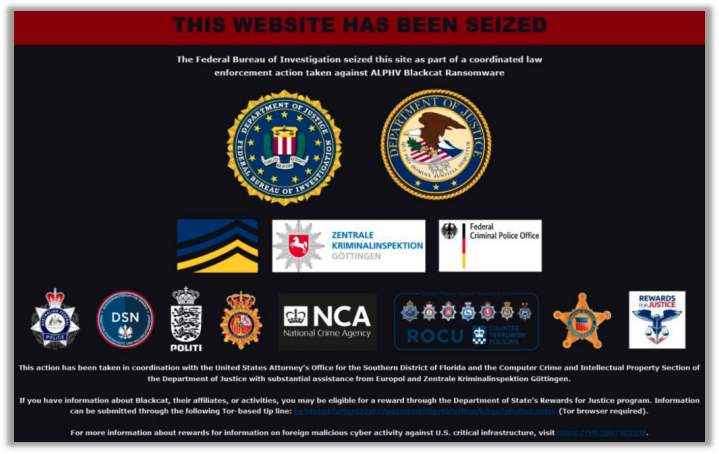 THIS WEBSITE HAS BEEN SEIZED
The Federal Bureau of Investigation seized this site as part of a coordinated law
enforcement action taken against ALPHV Blackcat Ransomware
DEPARTMENT OF JUSTICE
FEDERAL BUREAU OF INVESTIGATION
DEPARTMENT OF JUSTICE
QUI PRO DOMINA JUSTITIA SEQUITUR
ZENTRALE
KRIMINALINSPEKTION
GÖTTINGEN
Federal
Criminal Police Office
POLICE
DSN
POLITI
NCA
National Crime Agency
ROCU
COUNTER
TERRORISM
POLICING
REWARDS
FOR JUSTICE
This action has been taken in coordination with the United States Attorney's Office for the Southern District of Florida and the Computer Crime and Intellectual Property Section of
the Department of Justice with substantial assistance from Europol and Zentrale Kriminalinspektion Göttingen.
If you have information about Blackcat, their affiliates, or activities, you may be eligible for a reward through the Department of State's Rewards for Justice program. Information
can be submitted through the following Tor-based tip line: (Tor browser required).
For more information about rewards for information on foreign malicious cyber activity against U.S. critical infrastructure, visit